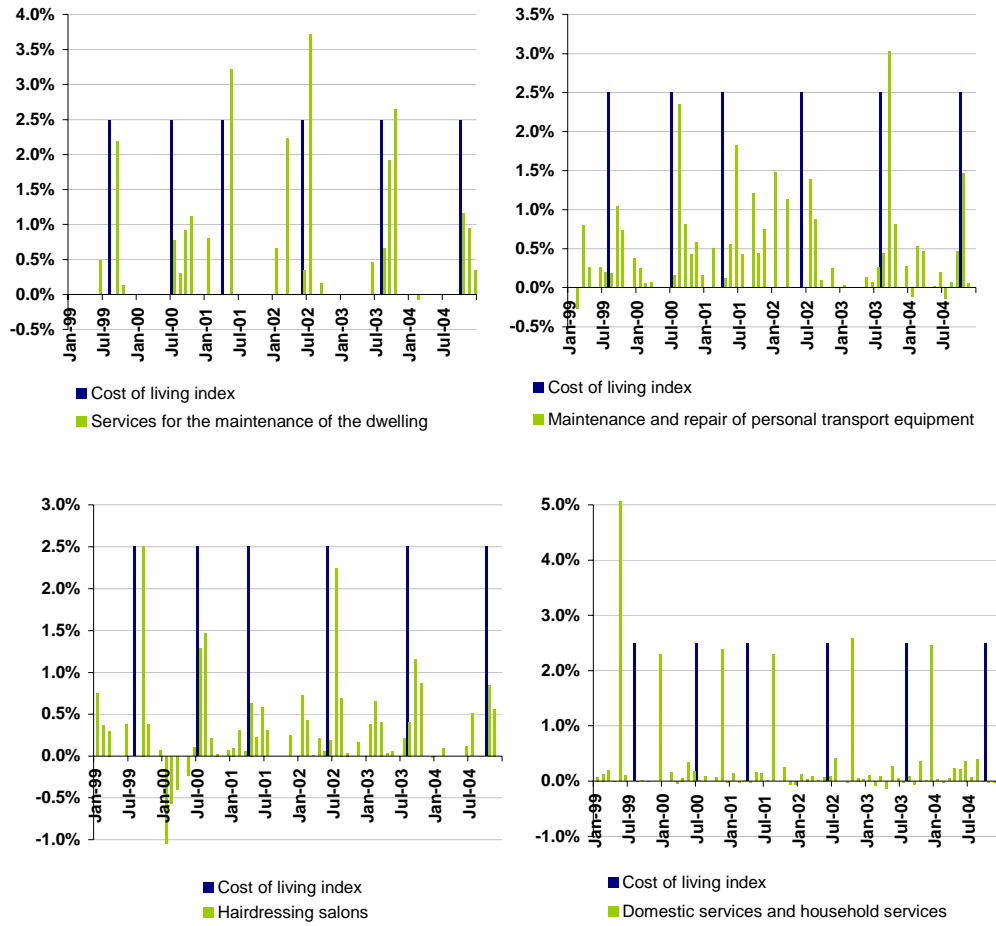 4.0%
3.5%
3.0%
2.5%
2.0%
1.5%
1.0%
0.5%
0.0%
-0.5%
Jan-99
Jul-99
Jan-00
Jul-00
Jan-01
Jul-01
Jan-02
Jul-02
Jan-03
Jul-03
Jan-04
Jul-04
Cost of living index
Services for the maintenance of the dwelling
3.5%
3.0%
2.5%
2.0%
1.5%
1.0%
0.5%
0.0%
-0.5%
Jan-99
Jul-99
Jan-00
Jul-00
Jan-01
Jul-01
Jan-02
Jul-02
Jan-03
Jul-03
Jan-04
Jul-04
Cost of living index
Maintenance and repair of personal transport equipment
3.0%
2.5%
2.0%
1.5%
1.0%
0.5%
0.0%
-0.5%
-1.0%
Jan-99
Jul-99
Jan-00
Jul-00
Jan-01
Jul-01
Jan-02
Jul-02
Jan-03
Jul-03
Jan-04
Jul-04
Cost of living index
Hairdressing salons
5.0%
4.0%
3.0%
2.0%
1.0%
0.0%
-1.0%
Jan-99
Jul-99
Jan-00
Jul-00
Jan-01
Jul-01
Jan-02
Jul-02
Jan-03
Jul-03
Jan-04
Jul-04
Cost of living index
Domestic services and household services